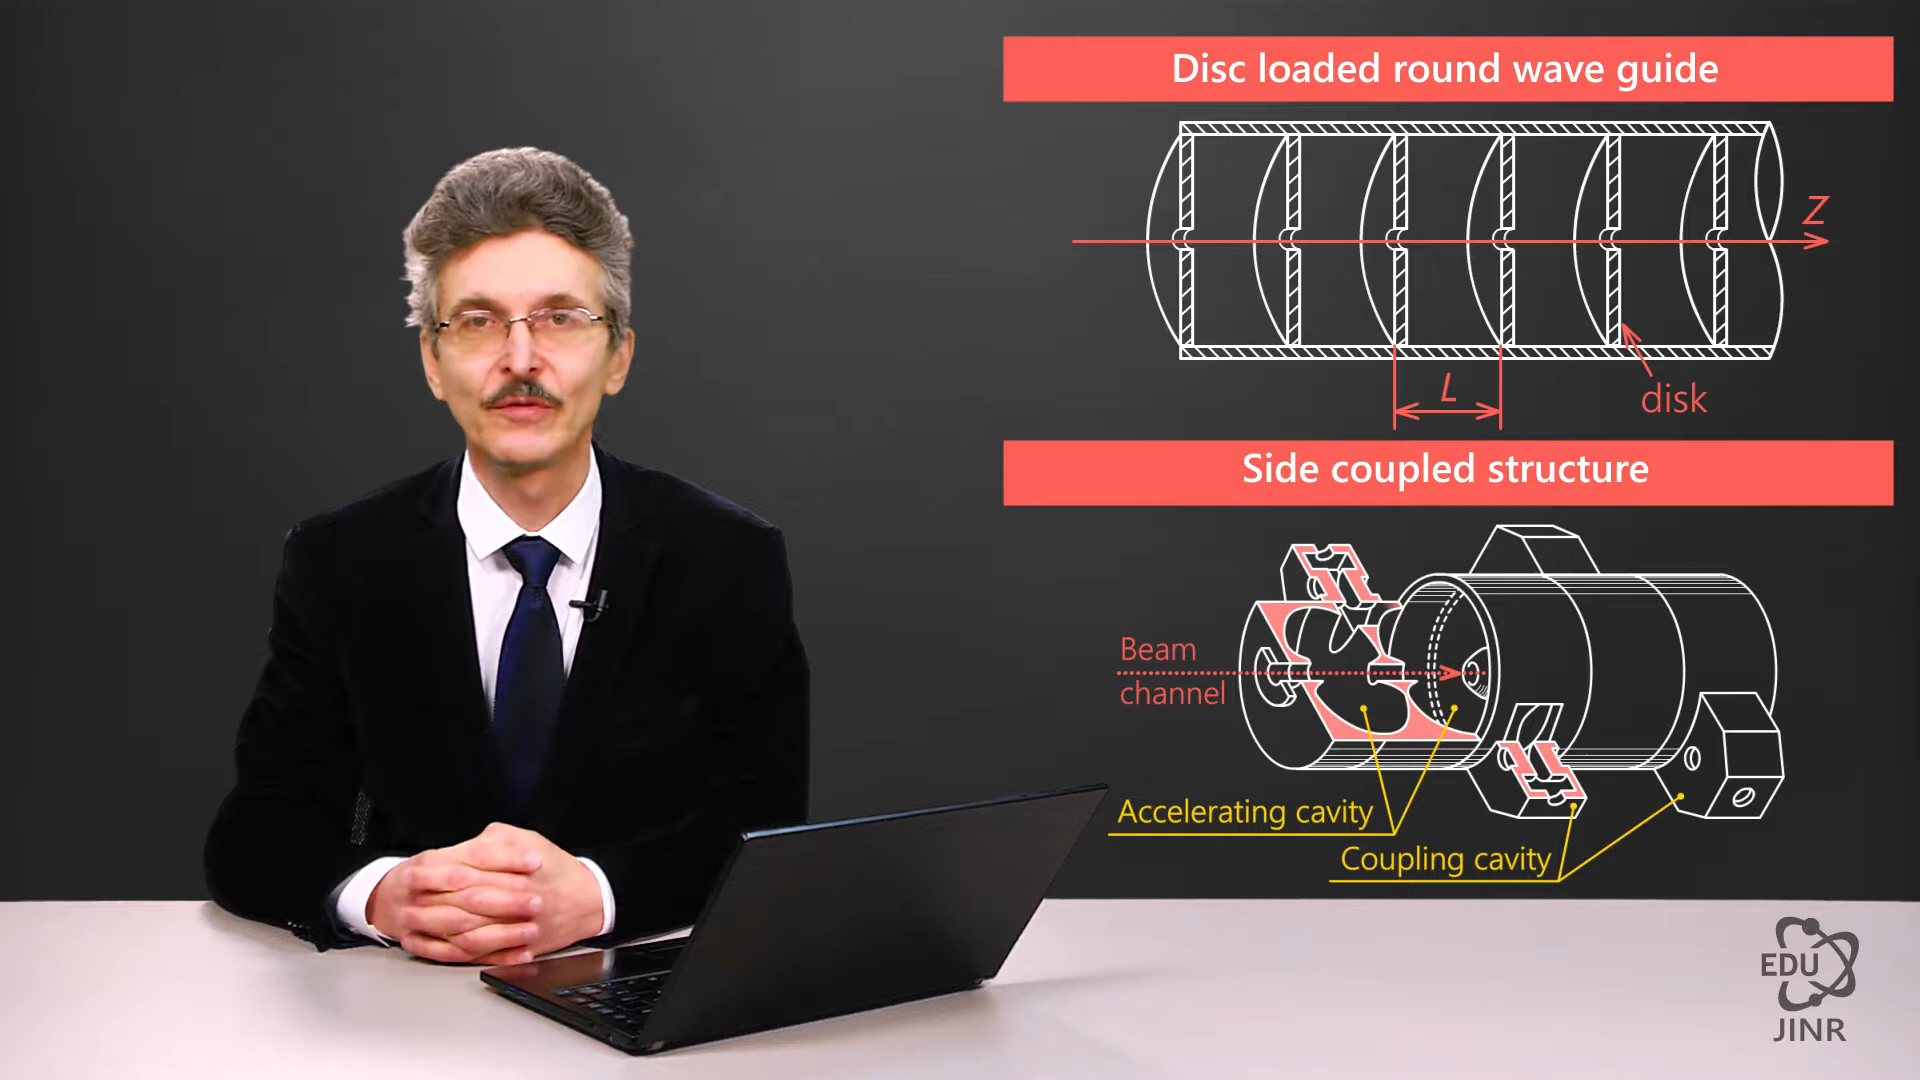 Disc loaded round wave guide
Z
L
disk
Side coupled structure
Beam
channel
Accelerating cavity
Coupling cavity
EDU
JINR